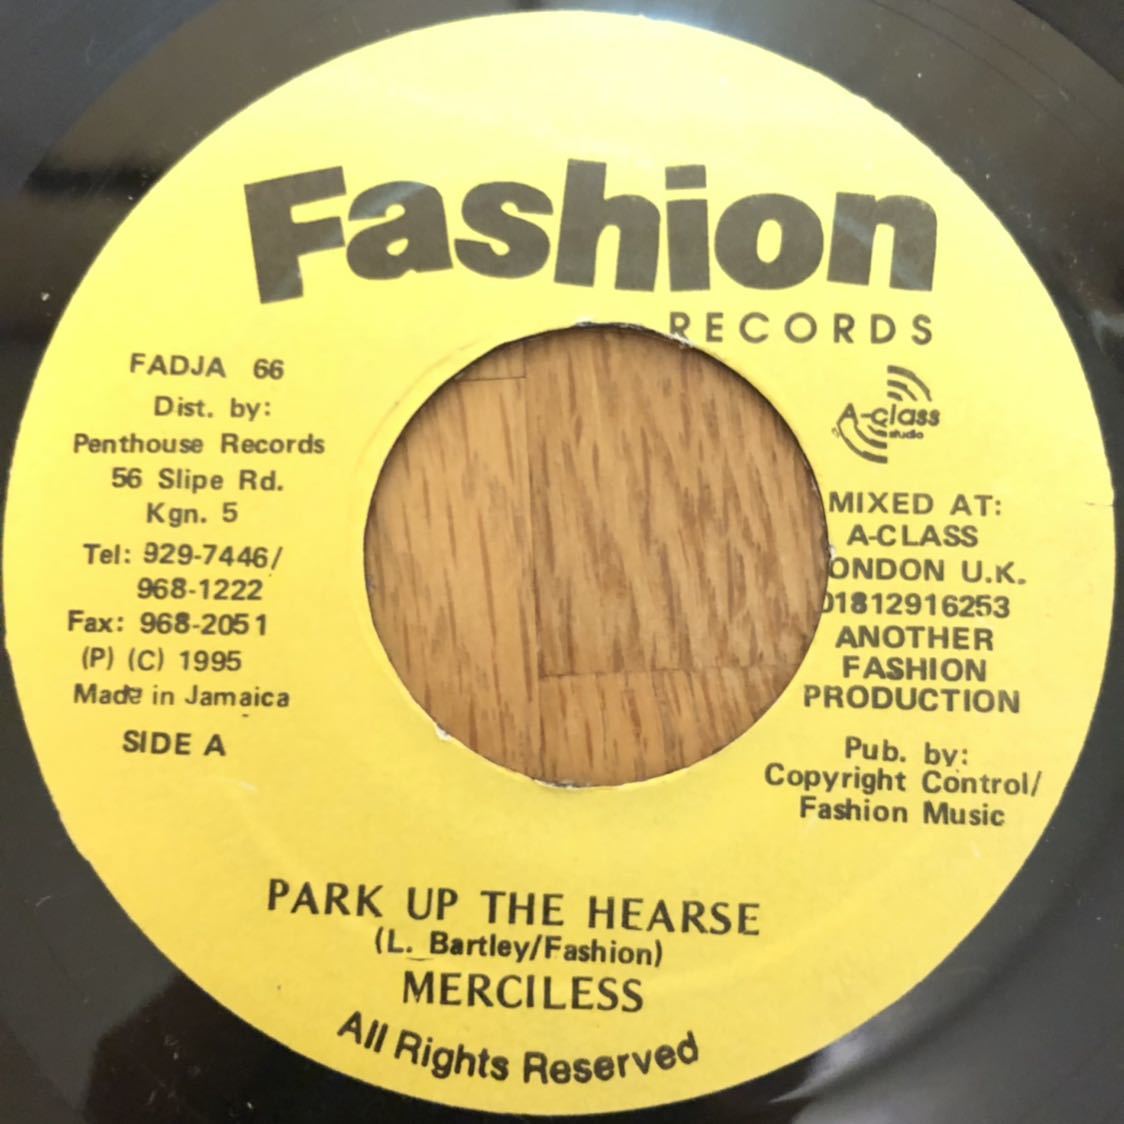 Fashion
RECORDS
FADJA 66
Dist. by:
Penthouse Records
56 Slipe Rd.
Kgn. 5
Tel: 929-7446/
968-1222
Fax: 968-2051
(P) (C) 1995
Made in Jamaica
SIDE A
A-class
studio
MIXED AT:
A-CLASS
ONDON U.K.
01812916253
ANOTHER
FASHION
PRODUCTION
Pub. by:
Copyright Control/
Fashion Music
PARK UP THE HEARSE
(L. Bartley/Fashion)
MERCILESS
All Rights Reserved